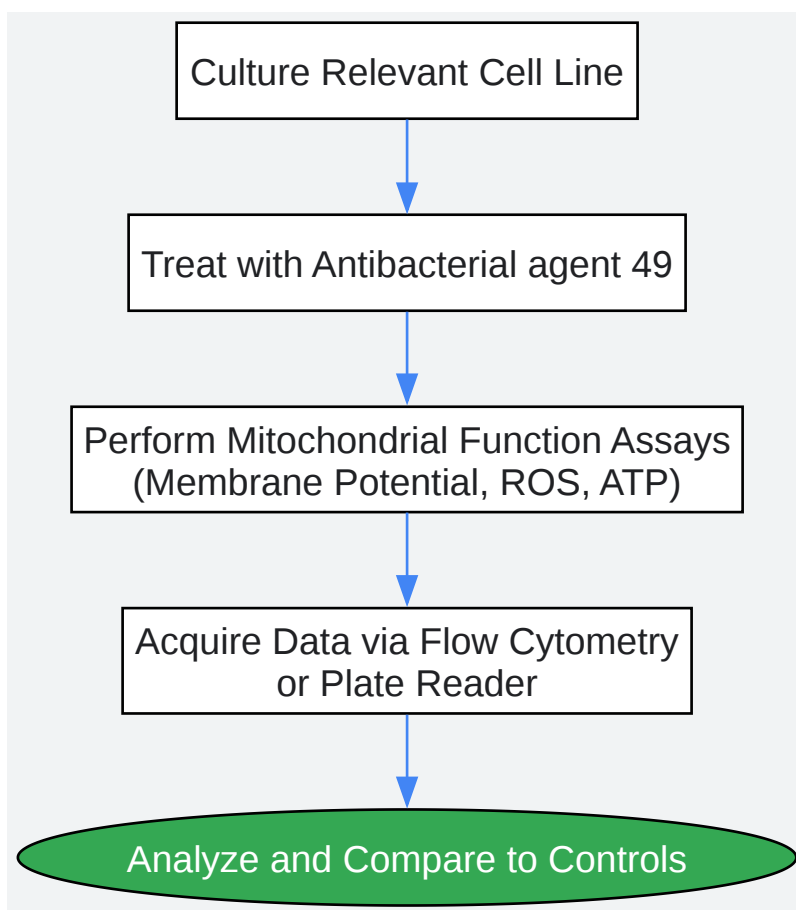 Culture Relevant Cell Line
Treat with Antibacterial agent 49
Perform Mitochondrial Function Assays
(Membrane Potential, ROS, ATP)
Acquire Data via Flow Cytometry
or Plate Reader
Analyze and Compare to Controls